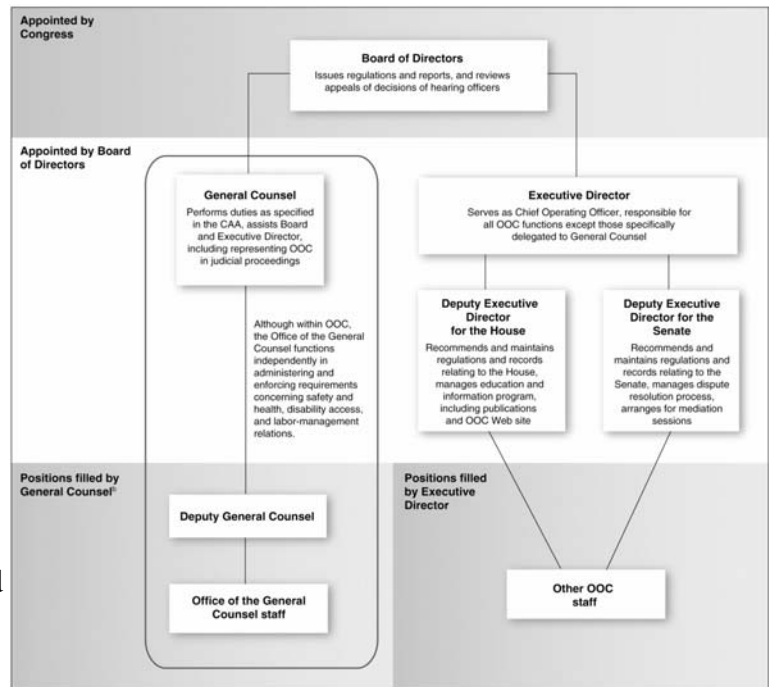 Appointed by
Congress
Board of Directors
Issues regulations and reports, and reviews
appeals of decisions of hearing officers
Appointed by Board
of Directors
General Counsel
Performs duties as specified
in the CAA, assists Board
and Executive Director,
including representing OOC
in judicial proceedings
Executive Director
Serves as Chief Operating Officer, responsible for
all OOC functions except those specifically
delegated to General Counsel
Although within OOC,
the Office of the General
Counsel functions
independently in
administering and
enforcing requirements
concerning safety and
health, disability access,
and labor-management
relations.
Deputy Executive
Director
for the House
Recommends and maintains
regulations and records
relating to the House,
manages education and
information program,
including publications
and OOC Web site
Deputy Executive
Director for the
Senate
Recommends and
maintains regulations and
records relating to the
Senate, manages dispute
resolution process,
arranges for mediation
sessions
Positions filled by
General Counsel
Deputy General Counsel
Office of the General
Counsel staff
Positions filled
by Executive
Director
Other OOC
staff